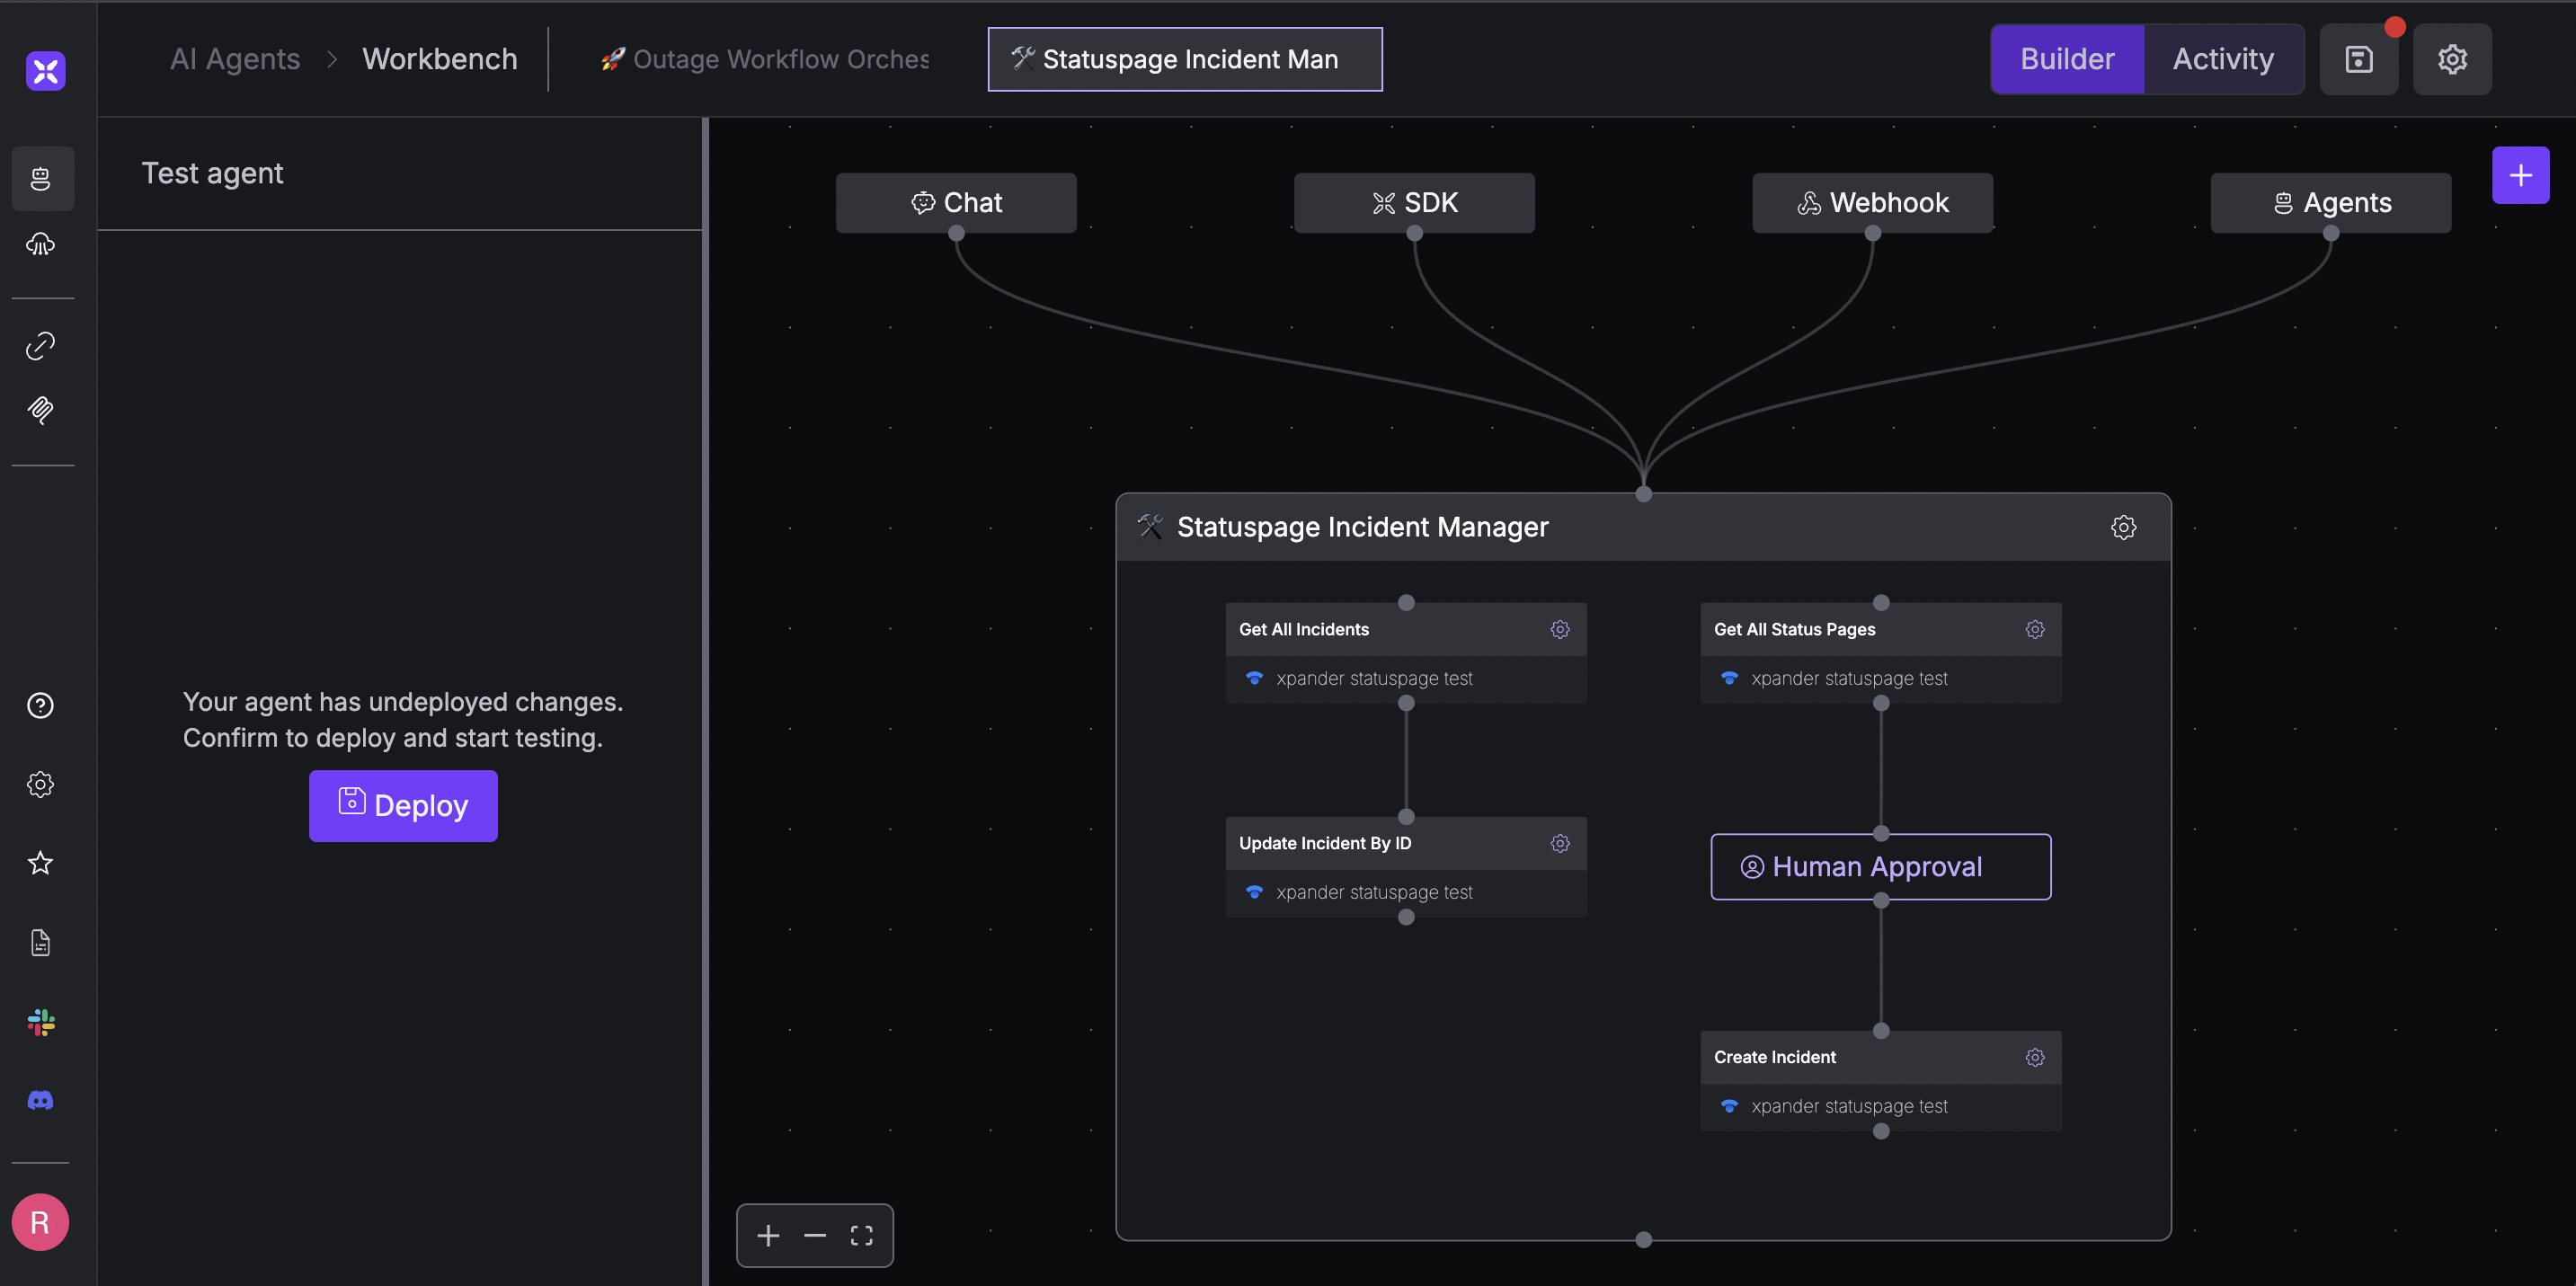 AI Agents > Workbench
🚀 Outage Workflow Orches
🛠 Statuspage Incident Man
Builder
Activity
Test agent
Chat
SDK
Webhook
Agents
Your agent has undeployed changes.
Confirm to deploy and start testing.
Deploy
🛠 Statuspage Incident Manager
Get All Incidents
xpander statuspage test
Get All Status Pages
xpander statuspage test
Update Incident By ID
xpander statuspage test
Human Approval
Create Incident
xpander statuspage test
R